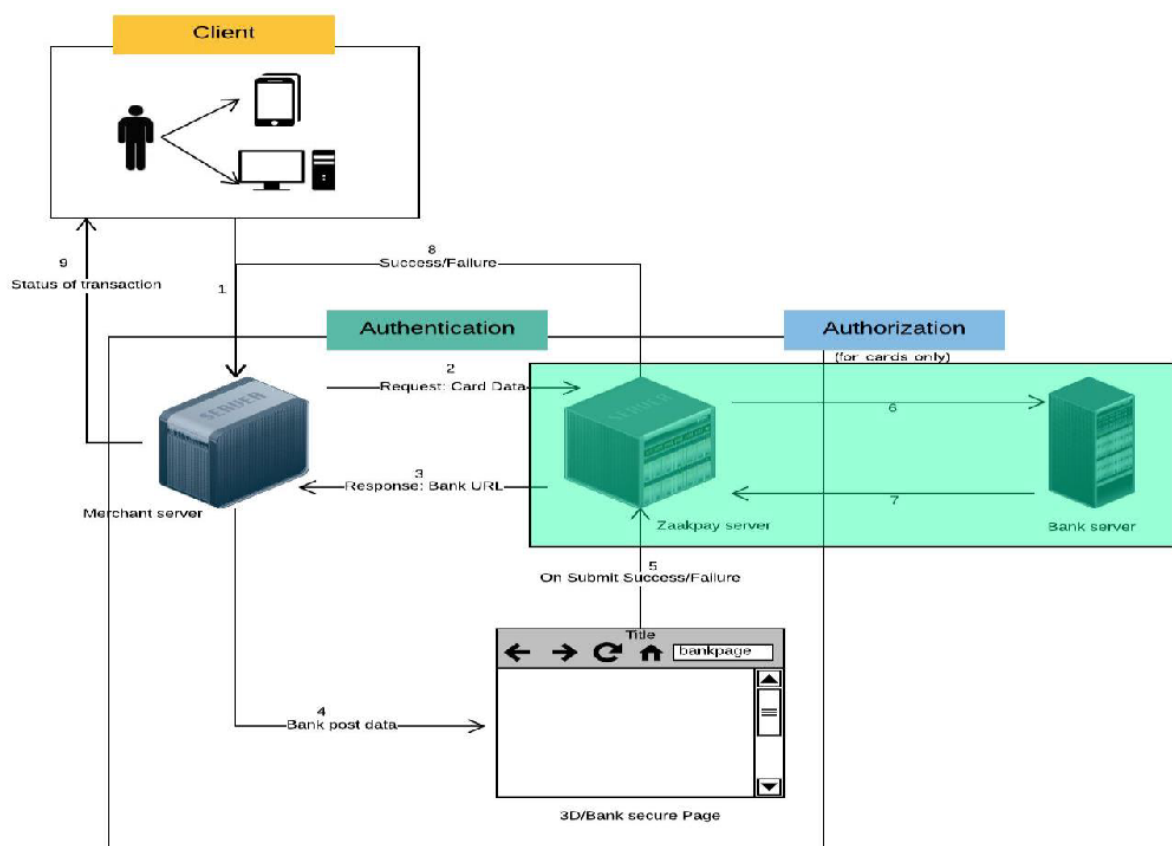 Client
9
Status of transaction
1
8
Success/Failure
Authentication
Authorization
(for cards only)
2
Request: Card Data
SERVER
SERVER
6
3
Response: Bank URL
7
Merchant server
Zaakpay server
Bank server
5
On Submit Success/Failure
Title
bankpage
4
Bank post data
3D/Bank secure Page